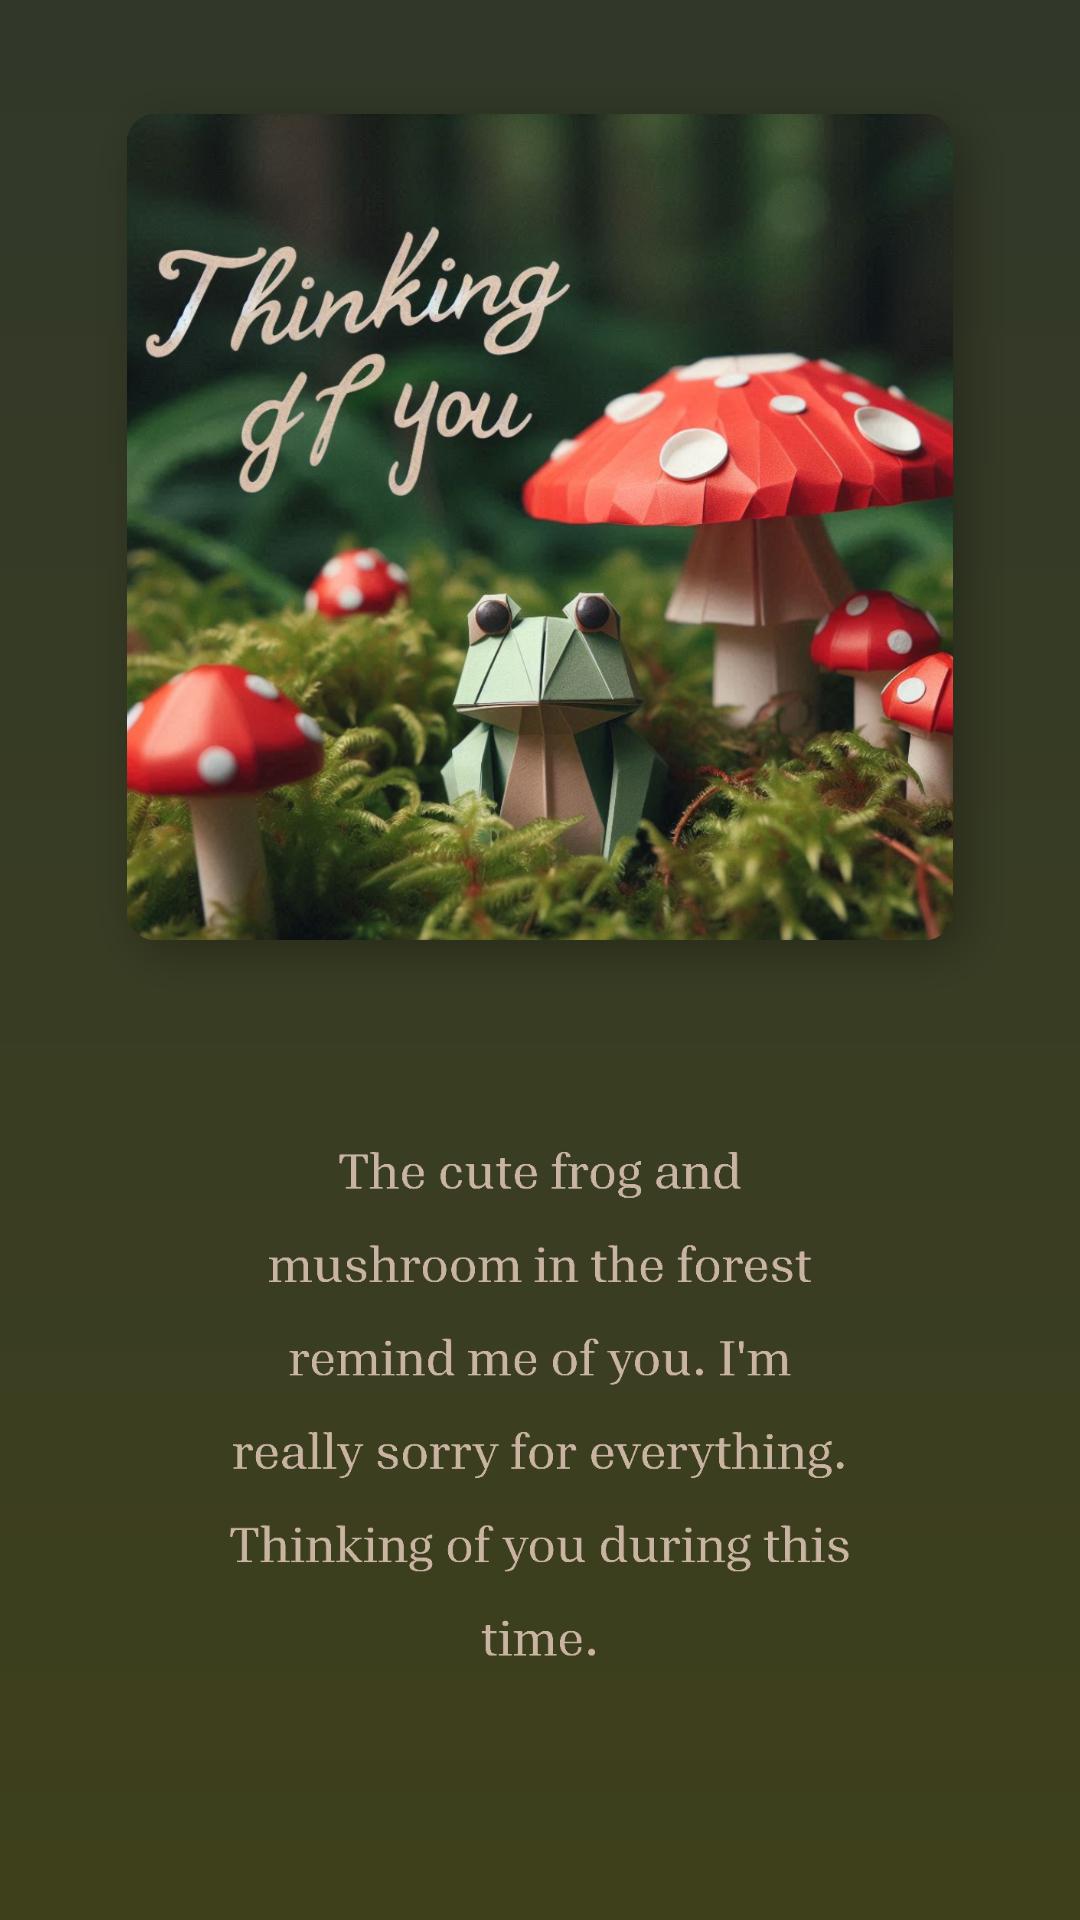 Thinking
gf you
The cute frog and
mushroom in the forest
remind me of you. I'm
really sorry for everything.
Thinking of you during this
time.